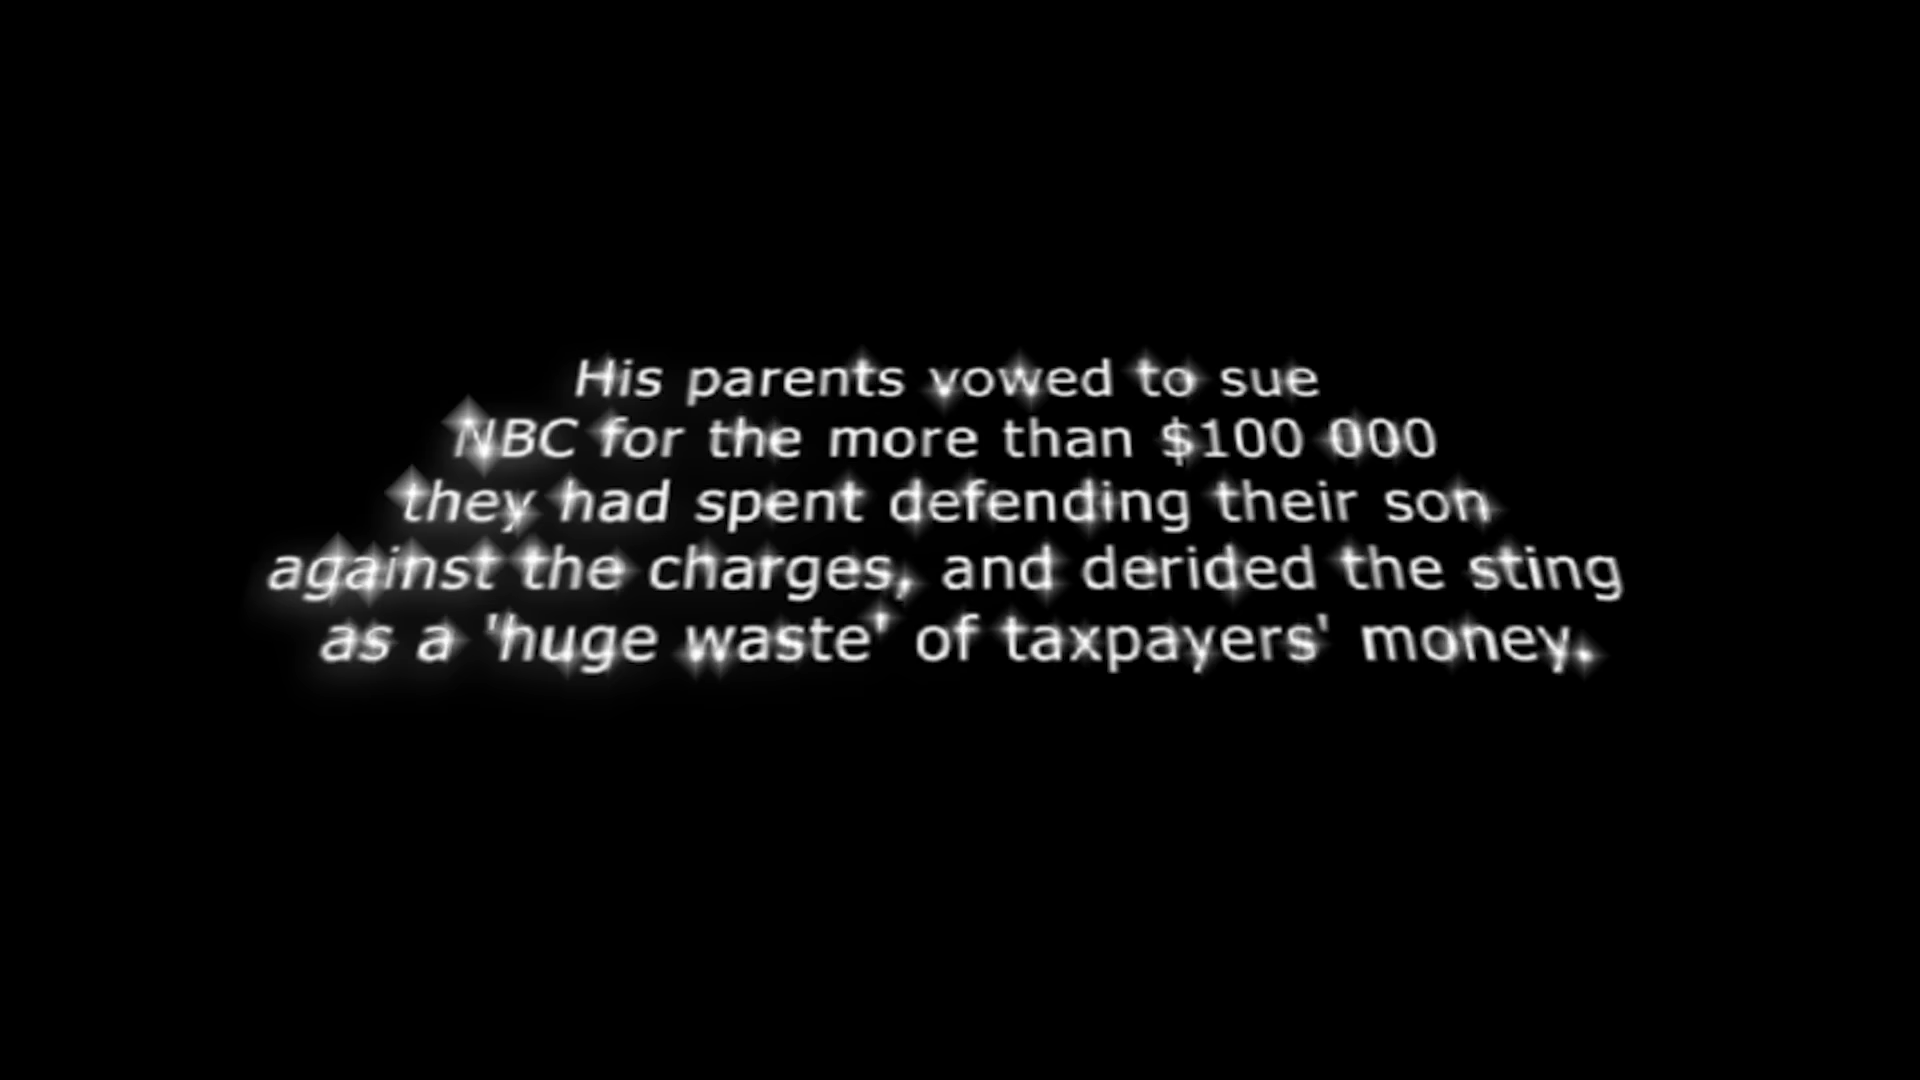 His parents vowed to sue
NBC for the more than $100 000
they had spent defending their son
against the charges, and derided the sting
as a 'huge waste' of taxpayers' money.